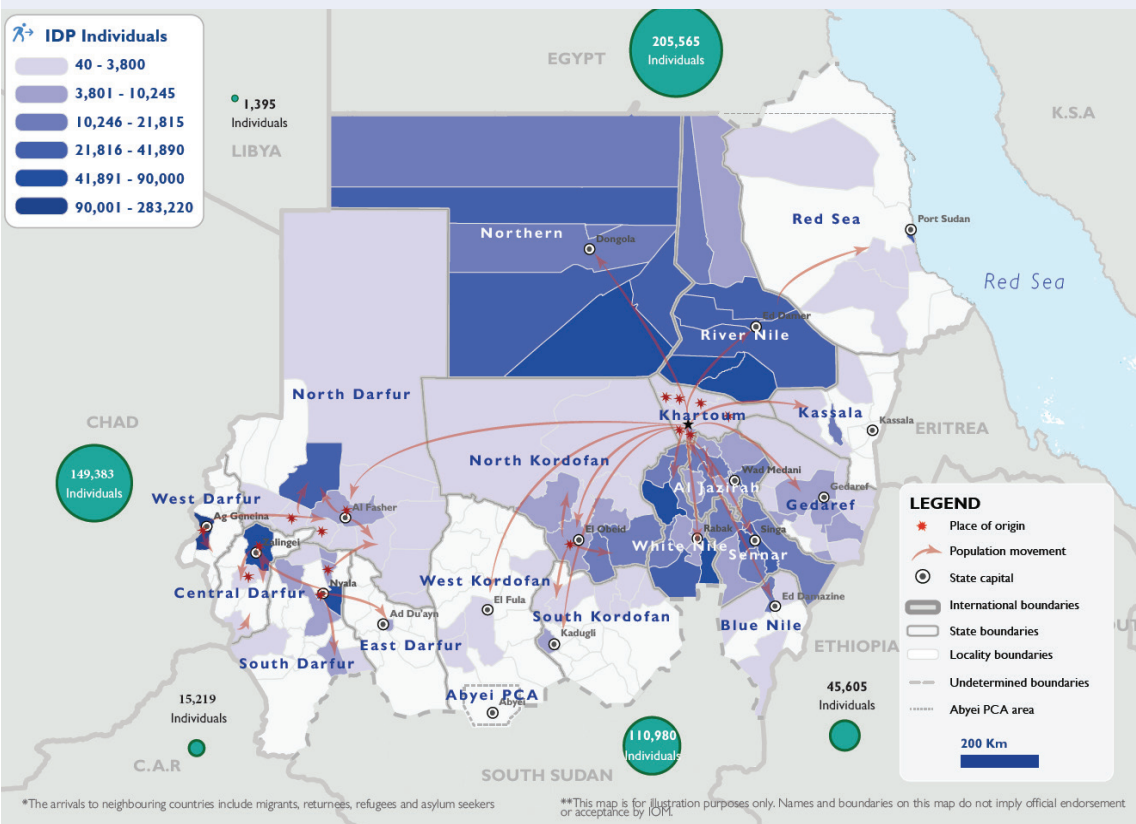 IDP Individuals
40 - 3,800
3,801 - 10,245
10,246 - 21,815
21,816 - 41,890
41,891 - 90,000
90,001 - 283,220
205,565
Individuals
EGYPT
1,395
Individuals
LIBYA
K.S.A
Red Sea
Port Sudan
Northern
Dongola
Red Sea
Ed Damer
River Nile
North Darfur
Khartoum
Kassala
Kassala
CHAD
ERITREA
149,383
Individuals
North Kordofan
Wad Medani
Al Jazirah
Gedaref
Gedaref
West Darfur
Ag Geneina
Al Fasher
El Obeid
Rabak
Singa
White Nile
Sennar
Nyala
Central Darfur
West Kordofan
El Fula
South Kordofan
Ed Damazine
Blue Nile
Ad Du'ayn
East Darfur
Kadugli
South Darfur
ETHIOPIA
Abyei PCA
Abyei
15,219
Individuals
C.A.R
110,980
Individuals
SOUTH SUDAN
45,605
Individuals
LEGEND
Place of origin
Population movement
State capital
International boundaries
State boundaries
Locality boundaries
Undetermined boundaries
Abyei PCA area
200 Km
*The arrivals to neighbouring countries include migrants, returnees, refugees and asylum seekers
**This map is for illustration purposes only. Names and boundaries on this map do not imply official endorsement
or acceptance by IOM.